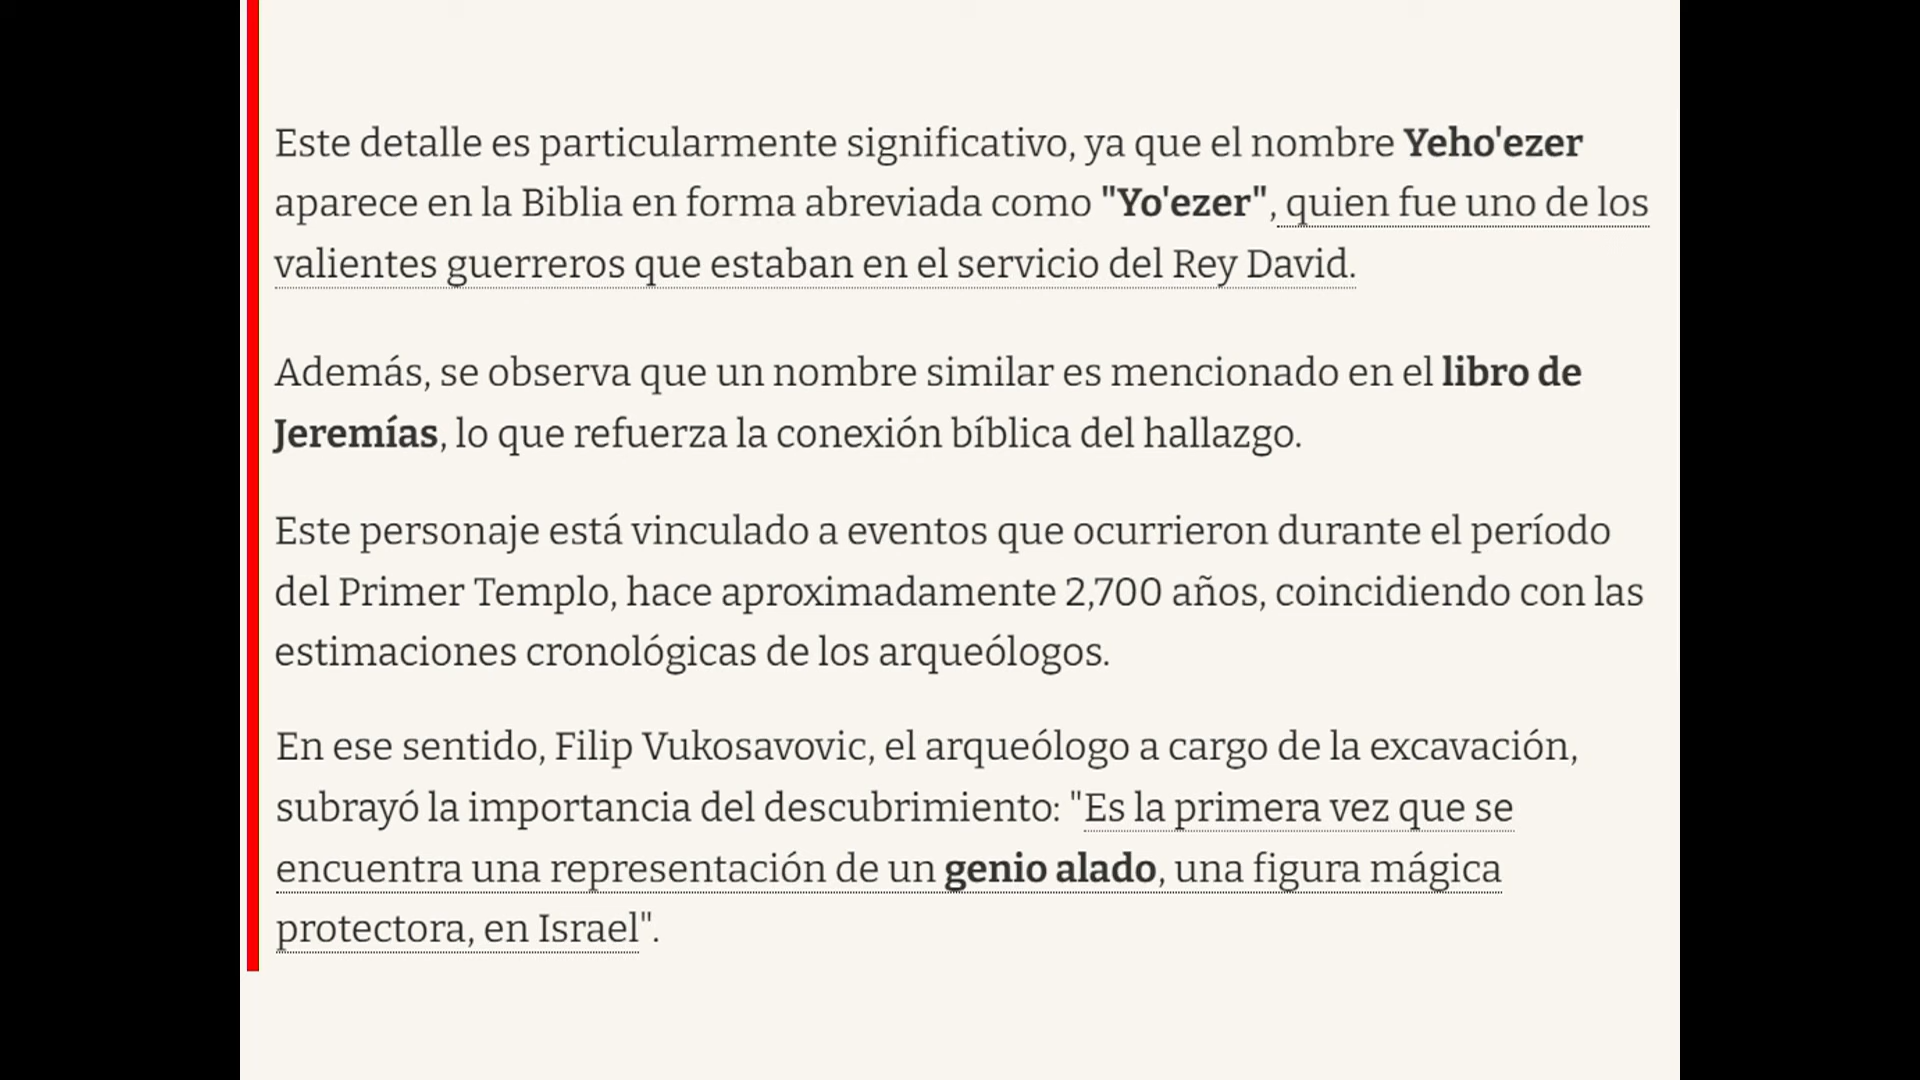 Este detalle es particularmente significativo, ya que el nombre Yeho'ezer
aparece en la Biblia en forma abreviada como "Yo'ezer", quien fue uno de los
valientes guerreros que estaban en el servicio del Rey David.
Además, se observa que un nombre similar es mencionado en el libro de
Jeremías, lo que refuerza la conexión bíblica del hallazgo.
Este personaje está vinculado a eventos que ocurrieron durante el período
del Primer Templo, hace aproximadamente 2,700 años, coincidiendo con las
estimaciones cronológicas de los arqueólogos.
En ese sentido, Filip Vukosavovic, el arqueólogo a cargo de la excavación,
subrayó la importancia del descubrimiento: "Es la primera vez que se
encuentra una representación de un genio alado, una figura mágica
protectora, en Israel".